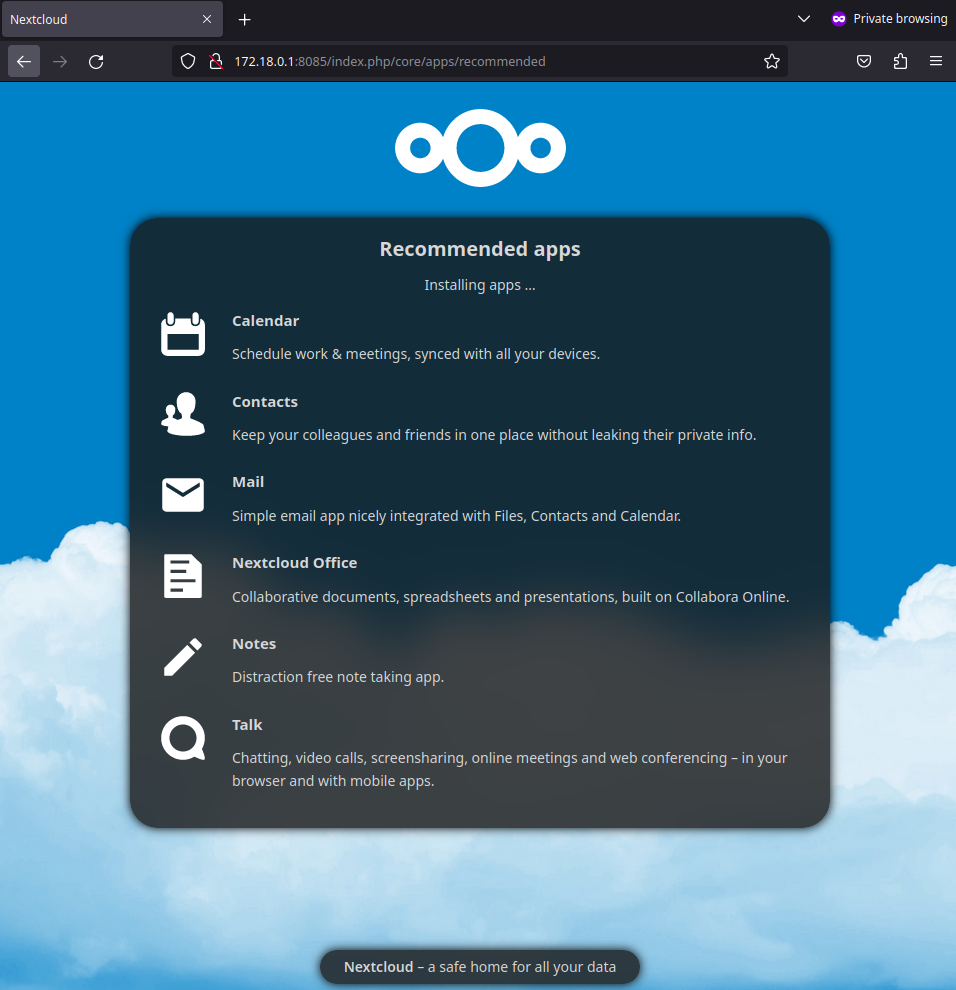 Nextcloud
Private browsing
172.18.0.1:8085/index.php/core/apps/recommended
Recommended apps
Installing apps ...
Calendar
Schedule work & meetings, synced with all your devices.
Contacts
Keep your colleagues and friends in one place without leaking their private info.
Mail
Simple email app nicely integrated with Files, Contacts and Calendar.
Nextcloud Office
Collaborative documents, spreadsheets and presentations, built on Collabora Online.
Notes
Distraction free note taking app.
Talk
Chatting, video calls, screensharing, online meetings and web conferencing – in your
browser and with mobile apps.
Nextcloud – a safe home for all your data